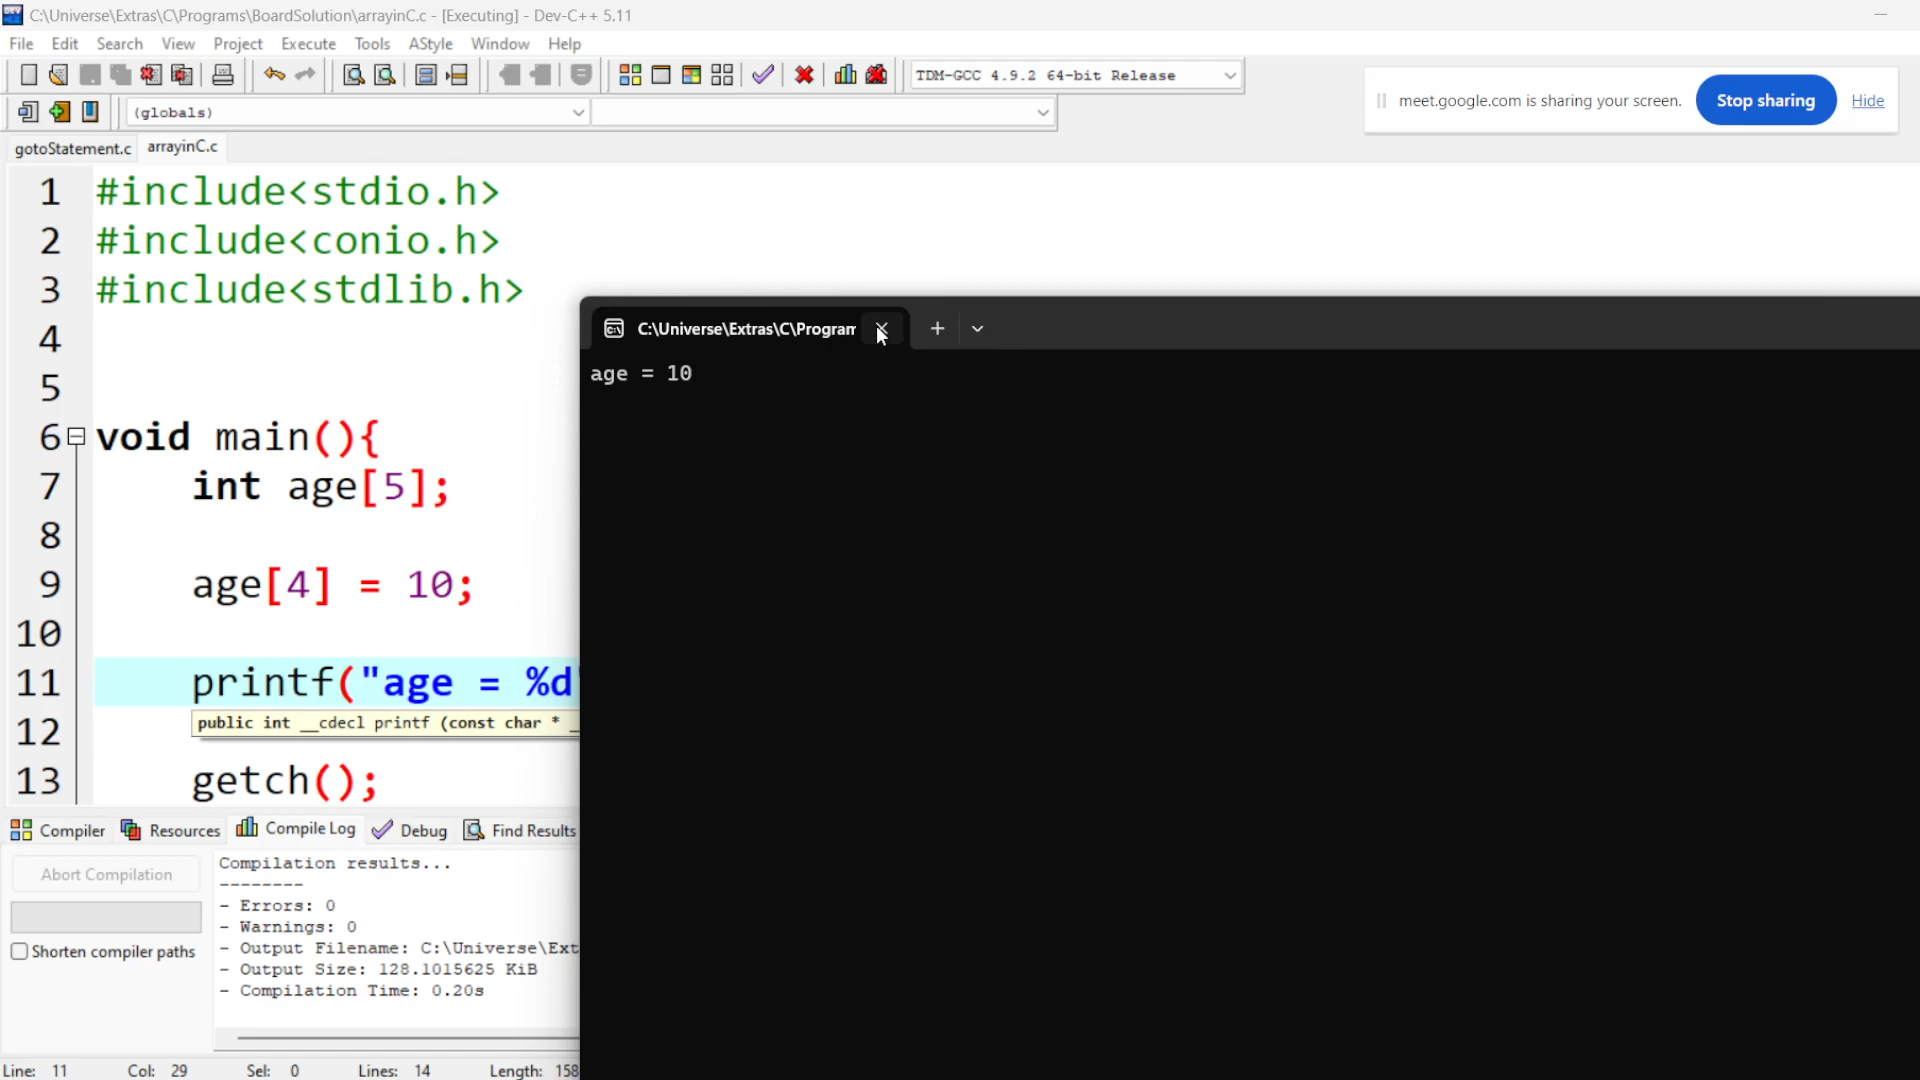 C:\Universe\Extras\C\Programs\BoardSolution\arrayinC.c - [Executing] - Dev-C++ 5.11
File Edit Search View Project Execute Tools AStyle Window Help
TDM-GCC 4.9.2 64-bit Release
meet.google.com is sharing your screen. Stop sharing Hide
(globals)
gotoStatement.c arrayinC.c
1 #include<stdio.h>
2 #include<conio.h>
3 #include<stdlib.h>
4
5
6 void main(){
7 int age[5];
8
9 age[4] = 10;
10
11 printf("age = %d
12
public int __cdecl printf (const char *
13 getch();
C:\Universe\Extras\C\Program
age = 10
Compiler Resources Compile Log Debug Find Results
Abort Compilation
Shorten compiler paths
Compilation results...
--------
- Errors: 0
- Warnings: 0
- Output Filename: C:\Universe\Ext
- Output Size: 128.1015625 KiB
- Compilation Time: 0.20s
Line: 11 Col: 29 Sel: 0 Lines: 14 Length: 158